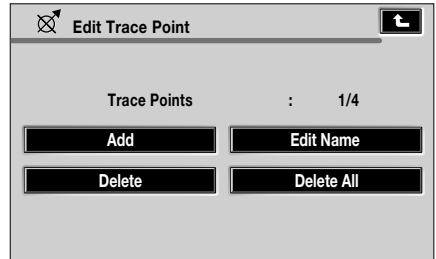 Edit Trace Point
Trace Points : 1/4
Add Edit Name
Delete Delete All